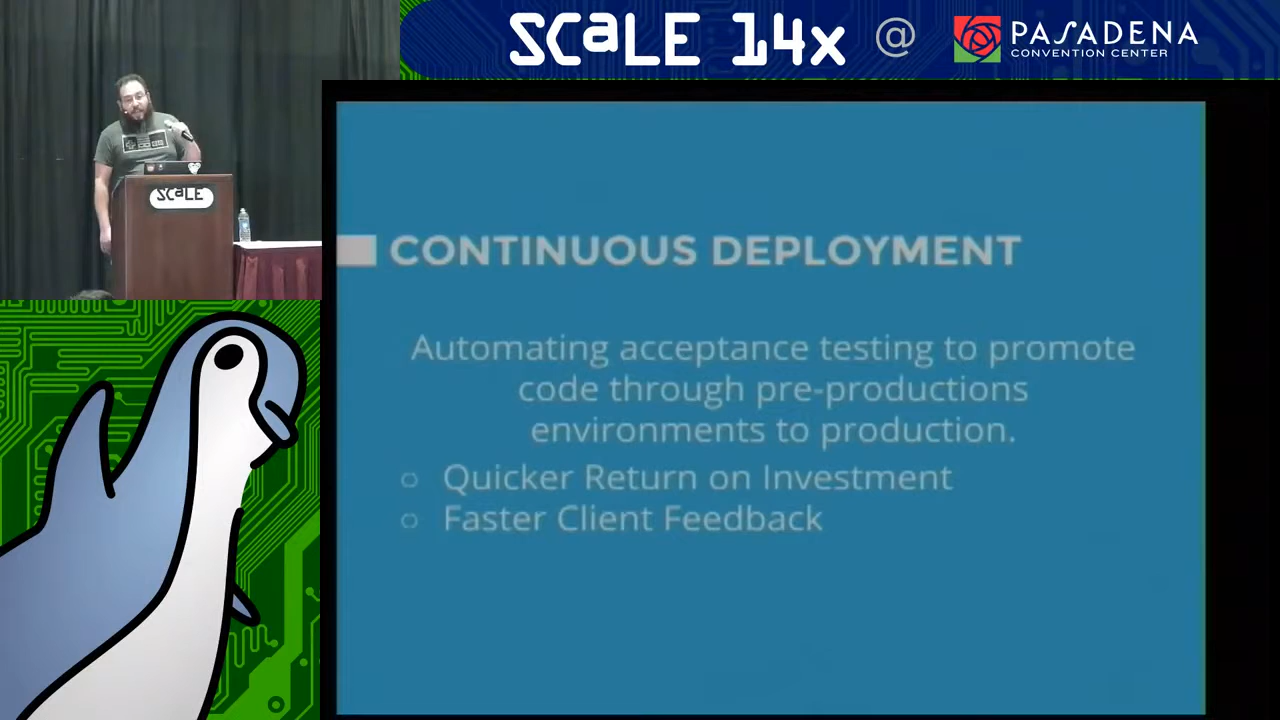 SCaLE 14x @ PASADENA
CONVENTION CENTER
SCaLE
CONTINUOUS DEPLOYMENT
Automating acceptance testing to promote
code through pre-productions
environments to production.
○ Quicker Return on Investment
○ Faster Client Feedback